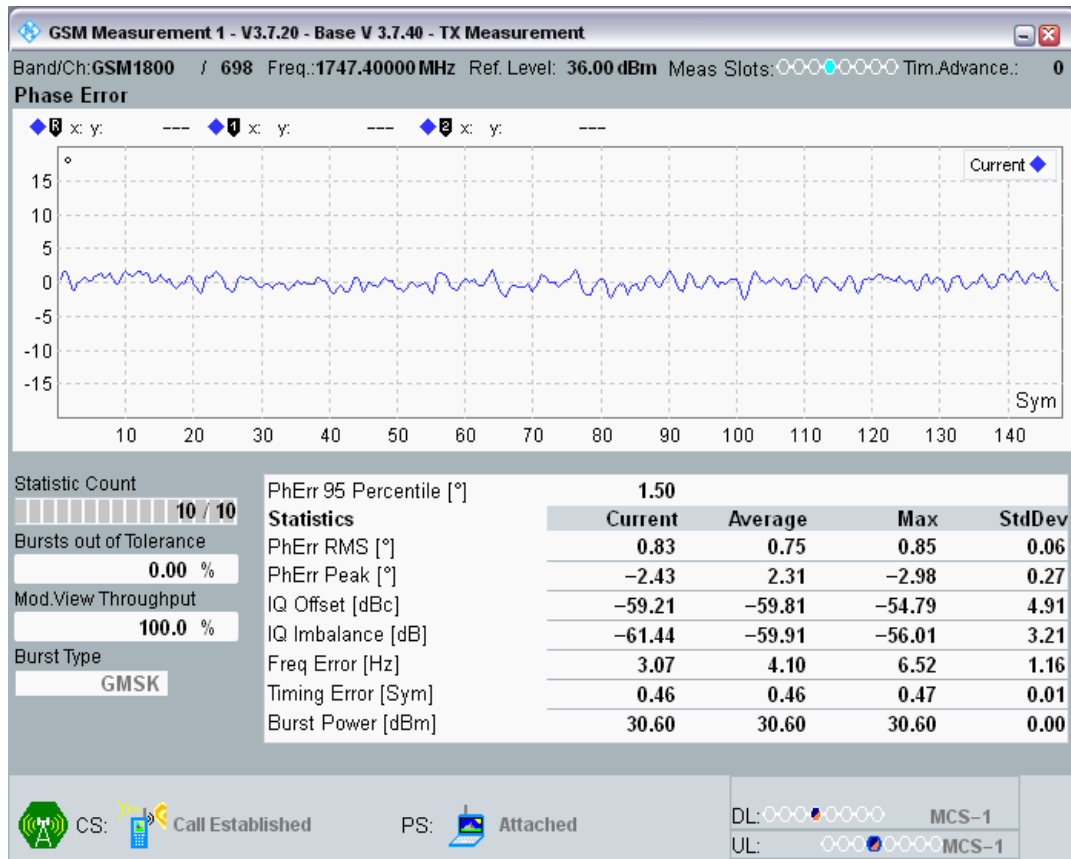 GSM Measurement 1 - V3.7.20 - Base V 3.7.40 - TX Measurement
Band/Ch:GSM1800 / 698 Freq.:1747.40000 MHz Ref. Level: 36.00 dBm Meas Slots: Tim.Advance.: 0
Phase Error
R x: y: --- 1 x: y: --- 2 x: y: ---
° Current
15
10
5
0
-5
-10
-15
Sym
10 20 30 40 50 60 70 80 90 100 110 120 130 140
Statistic Count
10 / 10
Bursts out of Tolerance
0.00 %
Mod.View Throughput
100.0 %
Burst Type
GMSK
PhErr 95 Percentile [°] 1.50
Statistics Current Average Max StdDev
PhErr RMS [°] 0.83 0.75 0.85 0.06
PhErr Peak [°] −2.43 2.31 −2.98 0.27
IQ Offset [dBc] −59.21 −59.81 −54.79 4.91
IQ Imbalance [dB] −61.44 −59.91 −56.01 3.21
Freq Error [Hz] 3.07 4.10 6.52 1.16
Timing Error [Sym] 0.46 0.46 0.47 0.01
Burst Power [dBm] 30.60 30.60 30.60 0.00
CS: Call Established PS: Attached
DL: MCS−1
UL: MCS−1